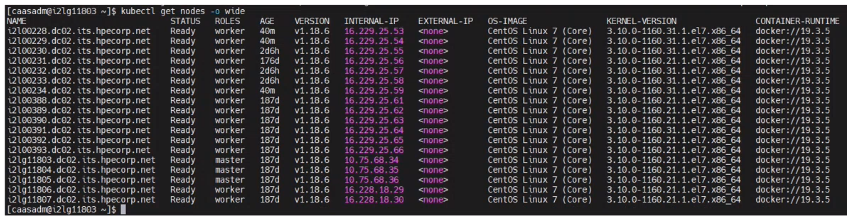 [caasadm@i2lg11803 ~]$ kubectl get nodes -o wide
NAME STATUS ROLES AGE VERSION INTERNAL-IP EXTERNAL-IP OS-IMAGE KERNEL-VERSION CONTAINER-RUNTIME
i2l00228.dc02.its.hpecorp.net Ready worker 40m v1.18.6 16.229.25.53 <none> CentOS Linux 7 (Core) 3.10.0-1160.31.1.el7.x86_64 docker://19.3.5
i2l00229.dc02.its.hpecorp.net Ready worker 40m v1.18.6 16.229.25.54 <none> CentOS Linux 7 (Core) 3.10.0-1160.31.1.el7.x86_64 docker://19.3.5
i2l00230.dc02.its.hpecorp.net Ready worker 2d6h v1.18.6 16.229.25.55 <none> CentOS Linux 7 (Core) 3.10.0-1160.31.1.el7.x86_64 docker://19.3.5
i2l00231.dc02.its.hpecorp.net Ready worker 176d v1.18.6 16.229.25.56 <none> CentOS Linux 7 (Core) 3.10.0-1160.21.1.el7.x86_64 docker://19.3.5
i2l00232.dc02.its.hpecorp.net Ready worker 2d6h v1.18.6 16.229.25.57 <none> CentOS Linux 7 (Core) 3.10.0-1160.31.1.el7.x86_64 docker://19.3.5
i2l00233.dc02.its.hpecorp.net Ready worker 2d6h v1.18.6 16.229.25.58 <none> CentOS Linux 7 (Core) 3.10.0-1160.31.1.el7.x86_64 docker://19.3.5
i2l00234.dc02.its.hpecorp.net Ready worker 40m v1.18.6 16.229.25.59 <none> CentOS Linux 7 (Core) 3.10.0-1160.31.1.el7.x86_64 docker://19.3.5
i2l00388.dc02.its.hpecorp.net Ready worker 187d v1.18.6 16.229.25.61 <none> CentOS Linux 7 (Core) 3.10.0-1160.21.1.el7.x86_64 docker://19.3.5
i2l00389.dc02.its.hpecorp.net Ready worker 187d v1.18.6 16.229.25.62 <none> CentOS Linux 7 (Core) 3.10.0-1160.21.1.el7.x86_64 docker://19.3.5
i2l00390.dc02.its.hpecorp.net Ready worker 187d v1.18.6 16.229.25.63 <none> CentOS Linux 7 (Core) 3.10.0-1160.21.1.el7.x86_64 docker://19.3.5
i2l00391.dc02.its.hpecorp.net Ready worker 187d v1.18.6 16.229.25.64 <none> CentOS Linux 7 (Core) 3.10.0-1160.21.1.el7.x86_64 docker://19.3.5
i2l00392.dc02.its.hpecorp.net Ready worker 187d v1.18.6 16.229.25.65 <none> CentOS Linux 7 (Core) 3.10.0-1160.21.1.el7.x86_64 docker://19.3.5
i2l00393.dc02.its.hpecorp.net Ready worker 187d v1.18.6 16.229.25.66 <none> CentOS Linux 7 (Core) 3.10.0-1160.21.1.el7.x86_64 docker://19.3.5
i2lg11803.dc02.its.hpecorp.net Ready master 187d v1.18.6 10.75.68.34 <none> CentOS Linux 7 (Core) 3.10.0-1160.21.1.el7.x86_64 docker://19.3.5
i2lg11804.dc02.its.hpecorp.net Ready master 187d v1.18.6 10.75.68.35 <none> CentOS Linux 7 (Core) 3.10.0-1160.21.1.el7.x86_64 docker://19.3.5
i2lg11805.dc02.its.hpecorp.net Ready master 187d v1.18.6 10.75.68.36 <none> CentOS Linux 7 (Core) 3.10.0-1160.21.1.el7.x86_64 docker://19.3.5
i2lg11806.dc02.its.hpecorp.net Ready worker 187d v1.18.6 16.228.18.29 <none> CentOS Linux 7 (Core) 3.10.0-1160.21.1.el7.x86_64 docker://19.3.5
i2lg11807.dc02.its.hpecorp.net Ready worker 187d v1.18.6 16.228.18.30 <none> CentOS Linux 7 (Core) 3.10.0-1160.21.1.el7.x86_64 docker://19.3.5
[caasadm@i2lg11803 ~]$